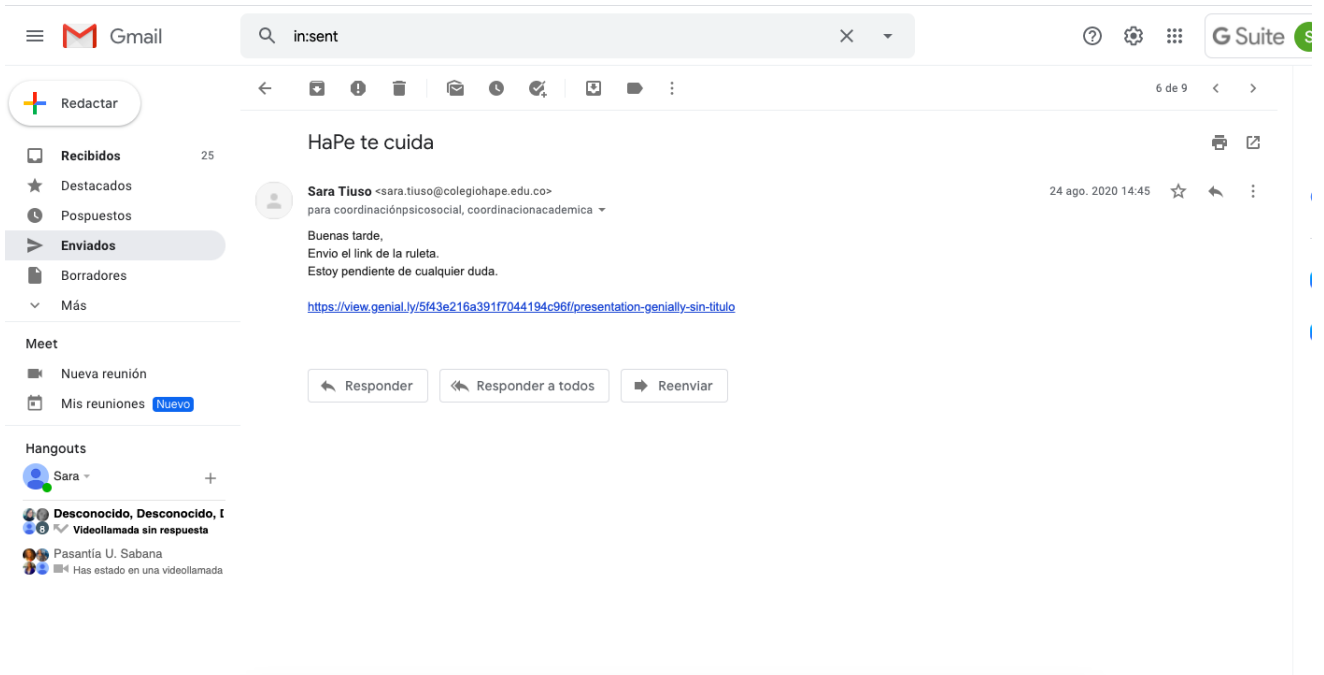 Gmail
in:sent
G Suite
S
Redactar
6 de 9
HaPe te cuida
Recibidos 25
Destacados
Pospuestos
Enviados
Borradores
Más
Sara Tiuso <sara.tiuso@colegiohape.edu.co>
24 ago. 2020 14:45
para coordinaciónpsicosocial, coordinacionacademica
Buenas tarde,
Envio el link de la ruleta.
Estoy pendiente de cualquier duda.
https://view.genial.ly/5f43e216a391f7044194c96f/presentation-genially-sin-titulo
Responder
Responder a todos
Reenviar
Meet
Nueva reunión
Mis reuniones Nuevo
Hangouts
Sara
Desconocido, Desconocido, D
8
Videollamada sin respuesta
Pasantía U. Sabana
Has estado en una videollamada